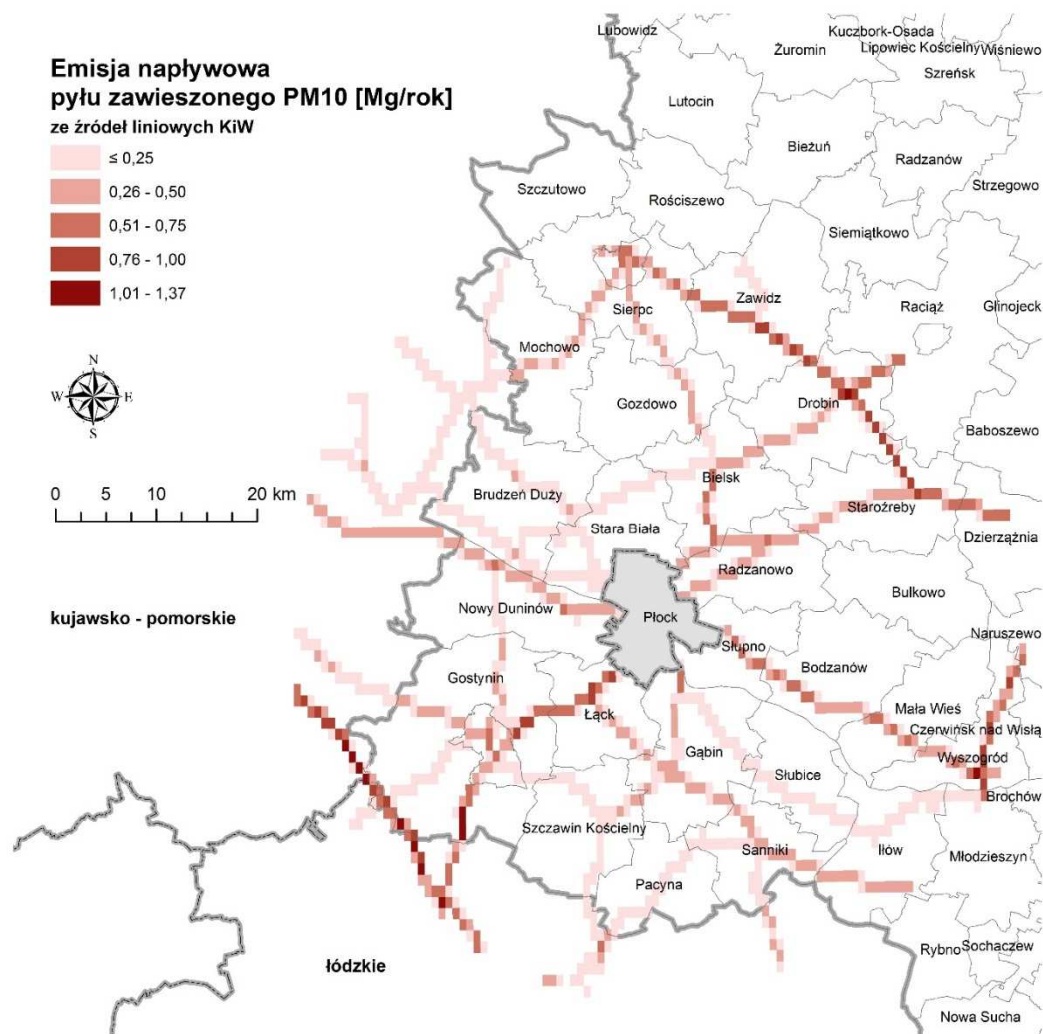 Emisja napływowa
pyłu zawieszonego PM10 [Mg/rok]
ze źródeł liniowych KiW
≤ 0,25
0,26 - 0,50
0,51 - 0,75
0,76 - 1,00
1,01 - 1,37
N
W E
S
0 5 10 20 km
kujawsko - pomorskie
łódzkie
Lubowidz
Kuczbork-Osada
Żuromin
Lipowiec Kościelny
Wiśniewo
Szreńsk
Lutocin
Bieżuń
Radzanów
Szczutowo
Rościszewo
Strzegowo
Siemiątkowo
Zawidz
Sierpc
Raciąż
Glinojeck
Mochowo
Gozdowo
Drobin
Baboszewo
Bielsk
Brudzeń Duży
Staroźreby
Stara Biała
Dzierzążnia
Radzanowo
Bulkowo
Nowy Duninów
Płock
Słupno
Naruszewo
Bodzanów
Gostynin
Mała Wieś
Łąck
Czerwińsk nad Wisłą
Gąbin
Wyszogród
Słubice
Brochów
Szczawin Kościelny
Sanniki
Iłów
Młodzieszyn
Pacyna
Rybno
Sochaczew
Nowa Sucha